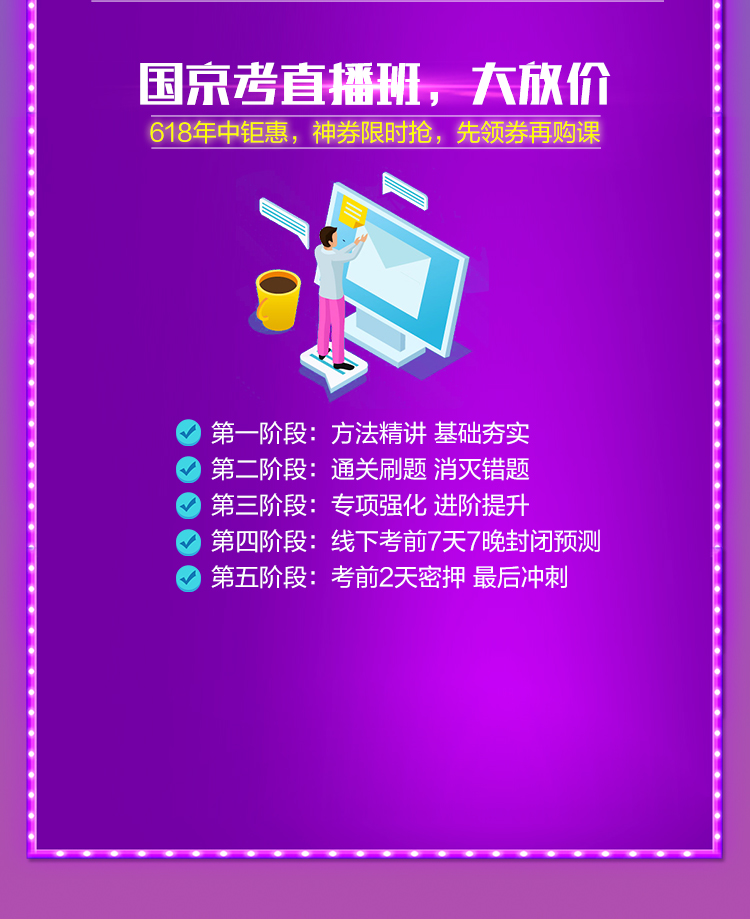 国京考直播班，大放价
618年中钜惠，神券限时抢，先领券再购课
第一阶段：方法精讲 基础夯实
第二阶段：通关刷题 消灭错题
第三阶段：专项强化 进阶提升
第四阶段：线下考前7天7晚封闭预测
第五阶段：考前2天密押 最后冲刺